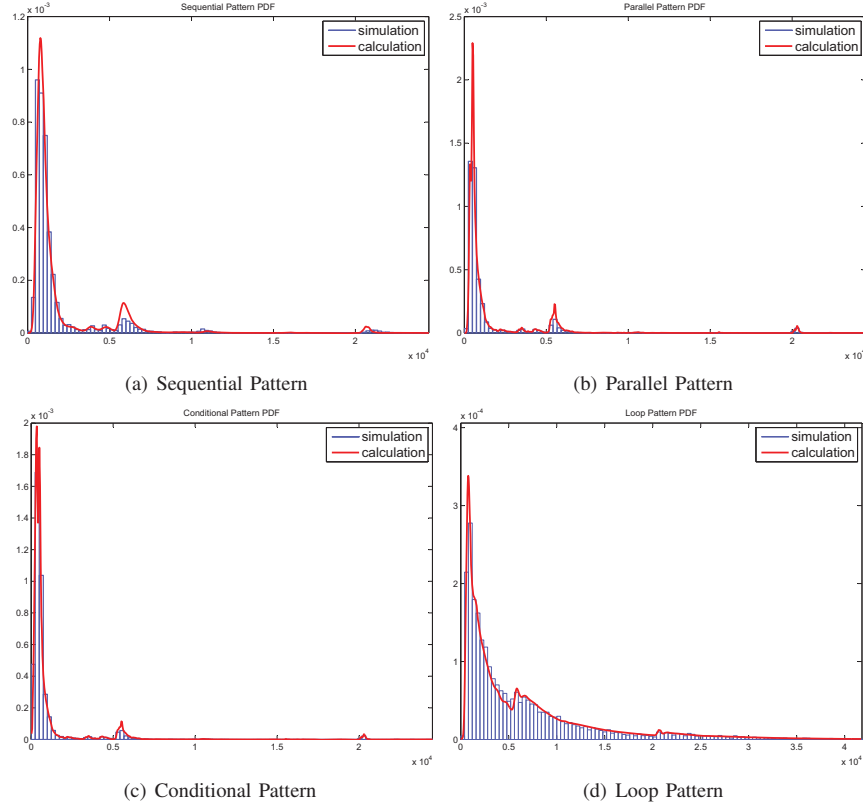 Sequential Pattern PDF
x 10^-3
simulation
calculation
1.2
1
0.8
0.6
0.4
0.2
0
0 0.5 1 1.5 2
x 10^4
(a) Sequential Pattern
Parallel Pattern PDF
x 10^-3
simulation
calculation
2.5
2
1.5
1
0.5
0
0 0.5 1 1.5 2
(b) Parallel Pattern
Conditional Pattern PDF
x 10^-3
simulation
calculation
2
1.8
1.6
1.4
1.2
1
0.8
0.6
0.4
0.2
0
0 0.5 1 1.5 2
x 10^4
(c) Conditional Pattern
Loop Pattern PDF
x 10^-4
simulation
calculation
4
3
2
1
0
0 0.5 1 1.5 2 2.5 3 3.5 4
x 10^4
(d) Loop Pattern